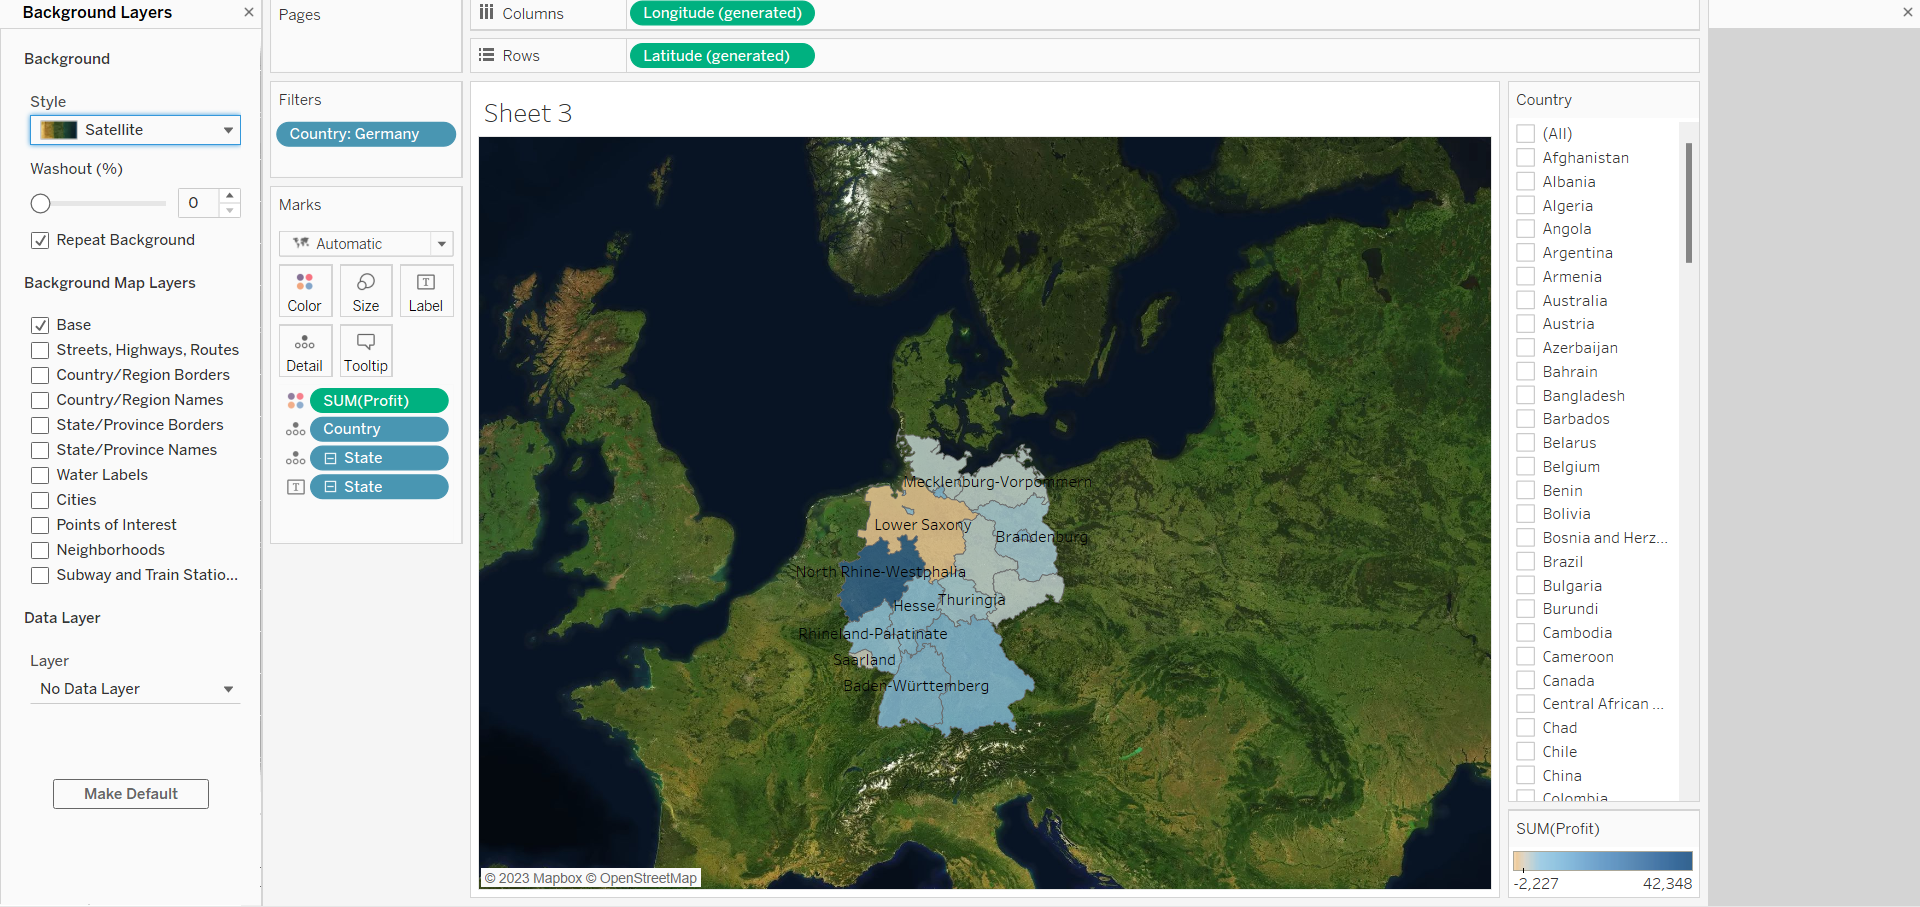 Background Layers
Background
Style
Satellite
Washout (%)
0
Repeat Background
Background Map Layers
Base
Streets, Highways, Routes
Country/Region Borders
Country/Region Names
State/Province Borders
State/Province Names
Water Labels
Cities
Points of Interest
Neighborhoods
Subway and Train Statio...
Data Layer
Layer
No Data Layer
Make Default
Pages
Filters
Country: Germany
Marks
Automatic
Color
Size
T
Label
Detail
Tooltip
SUM(Profit)
Country
State
T
State
Columns
Longitude (generated)
Rows
Latitude (generated)
Sheet 3
Mecklenburg-Vorpommern
Lower Saxony
Brandenburg
North Rhine-Westphalia
Hesse
Thuringia
Rhineland-Palatinate
Saarland
Baden-Württemberg
© 2023 Mapbox © OpenStreetMap
Country
(All)
Afghanistan
Albania
Algeria
Angola
Argentina
Armenia
Australia
Austria
Azerbaijan
Bahrain
Bangladesh
Barbados
Belarus
Belgium
Benin
Bolivia
Bosnia and Herz...
Brazil
Bulgaria
Burundi
Cambodia
Cameroon
Canada
Central African ...
Chad
Chile
China
Colombia
SUM(Profit)
-2,227
42,348